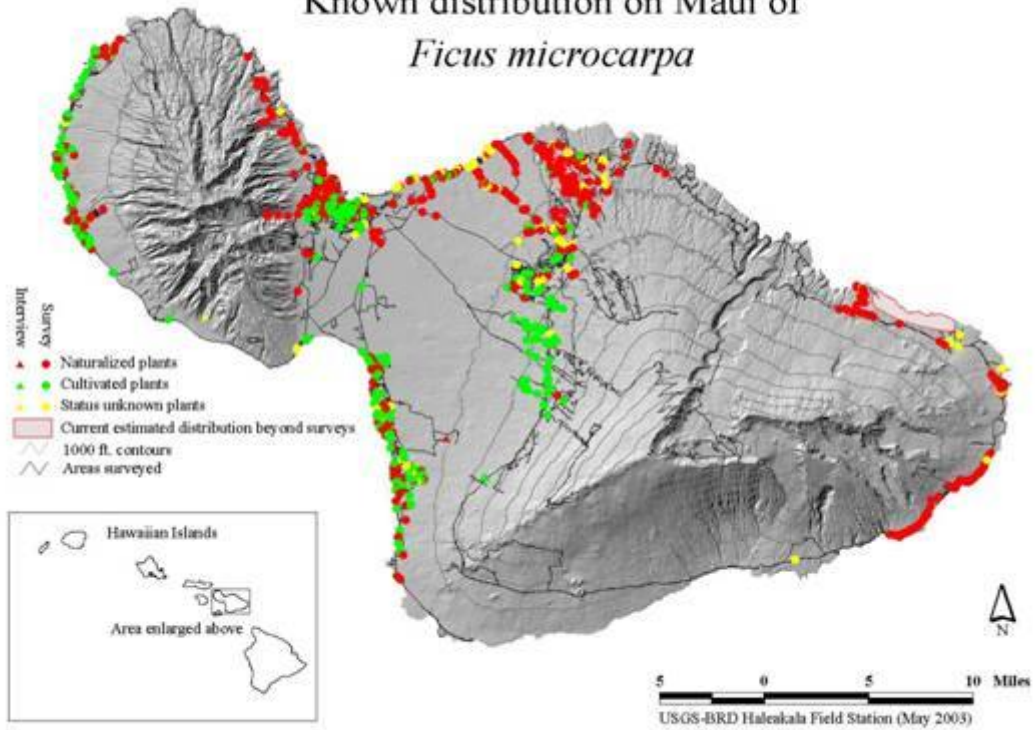 Known distribution on Maui of
Ficus microcarpa
Survey
Interview
Naturalized plants
Cultivated plants
Status unknown plants
Current estimated distribution beyond surveys
1000 ft. contours
Areas surveyed
Hawaiian Islands
Area enlarged above
N
5 0 5 10 Miles
USGS-BRD Haleakala Field Station (May 2003)